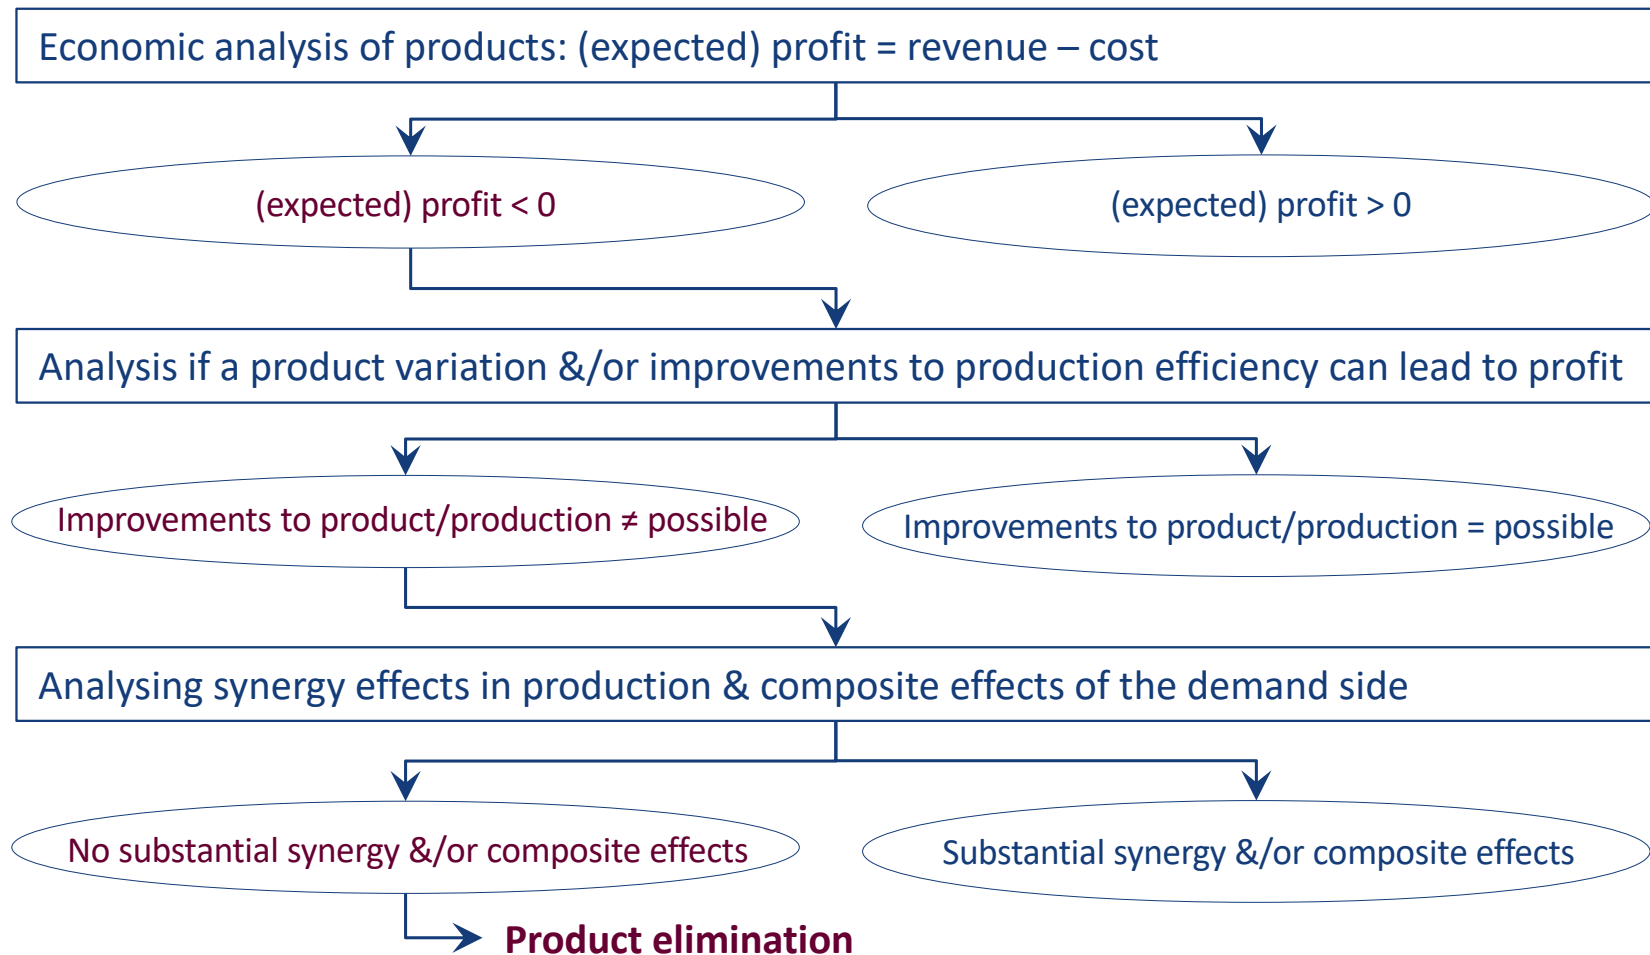 Economic analysis of products: (expected) profit = revenue – cost
(expected) profit < 0
(expected) profit > 0
Analysis if a product variation &/or improvements to production efficiency can lead to profit
Improvements to product/production ≠ possible
Improvements to product/production = possible
Analysing synergy effects in production & composite effects of the demand side
No substantial synergy &/or composite effects
Substantial synergy &/or composite effects
Product elimination